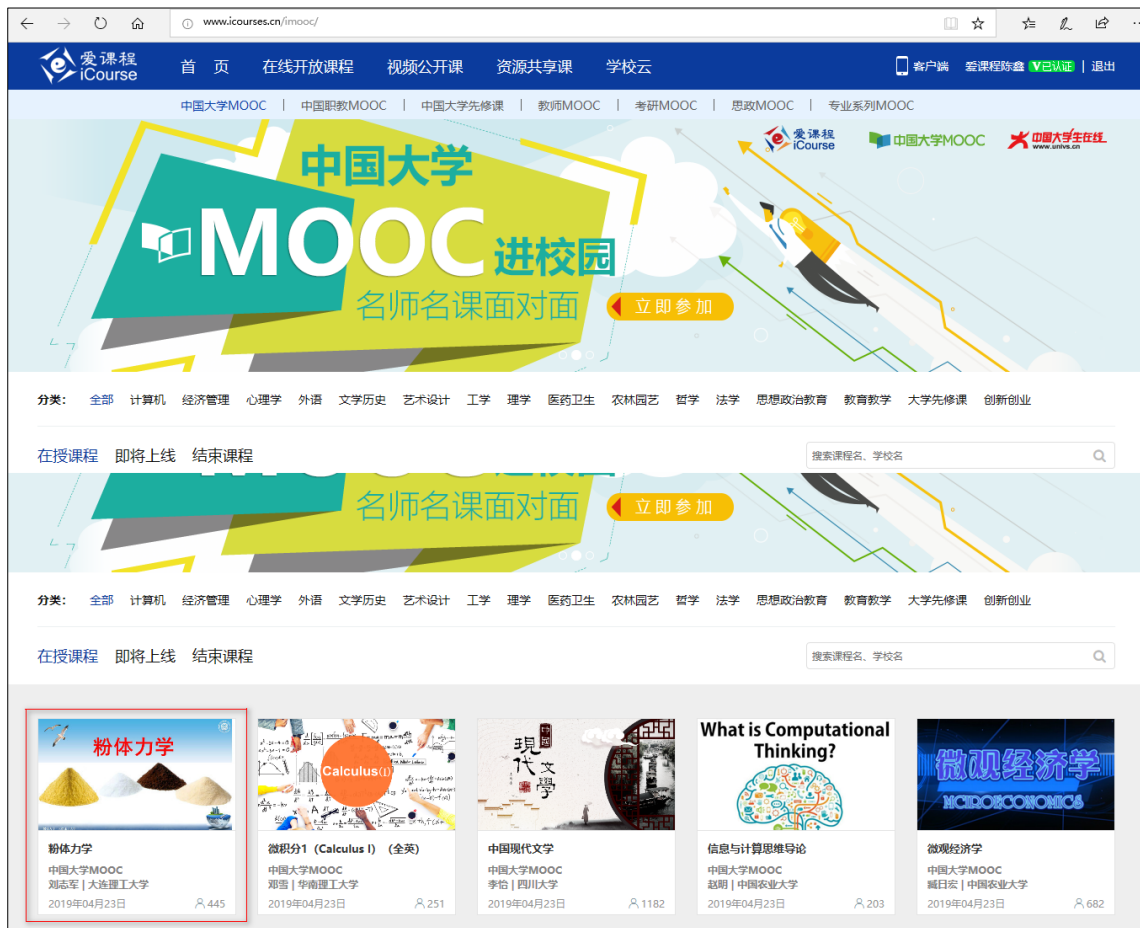 www.icourses.cn/imooc/
爱课程
iCourse
首 页 在线开放课程 视频公开课 资源共享课 学校云
客户端 爱课程陈鑫 V已认证 | 退出
中国大学MOOC | 中国职教MOOC | 中国大学先修课 | 教师MOOC | 考研MOOC | 思政MOOC | 专业系列MOOC
爱课程
iCourse
中国大学MOOC
中国大学生在线
www.univs.cn
中国大学
MOOC进校园
名师名课面对面
立即参加
分类： 全部 计算机 经济管理 心理学 外语 文学历史 艺术设计 工学 理学 医药卫生 农林园艺 哲学 法学 思想政治教育 教育教学 大学先修课 创新创业
在授课程 即将上线 结束课程
搜索课程名、学校名
名师名课面对面
立即参加
分类： 全部 计算机 经济管理 心理学 外语 文学历史 艺术设计 工学 理学 医药卫生 农林园艺 哲学 法学 思想政治教育 教育教学 大学先修课 创新创业
在授课程 即将上线 结束课程
搜索课程名、学校名
粉体力学
粉体力学
中国大学MOOC
刘志军 | 大连理工大学
2019年04月23日 445
Calculus(I)
微积分1（Calculus I）（全英）
中国大学MOOC
邓雪 | 华南理工大学
2019年04月23日 251
中国
現代文學
中国现代文学
中国大学MOOC
李怡 | 四川大学
2019年04月23日 1182
What is Computational
Thinking?
信息与计算思维导论
中国大学MOOC
赵明 | 中国农业大学
2019年04月23日 203
微观经济学
MCIROECONOMICS
微观经济学
中国大学MOOC
臧日宏 | 中国农业大学
2019年04月23日 682